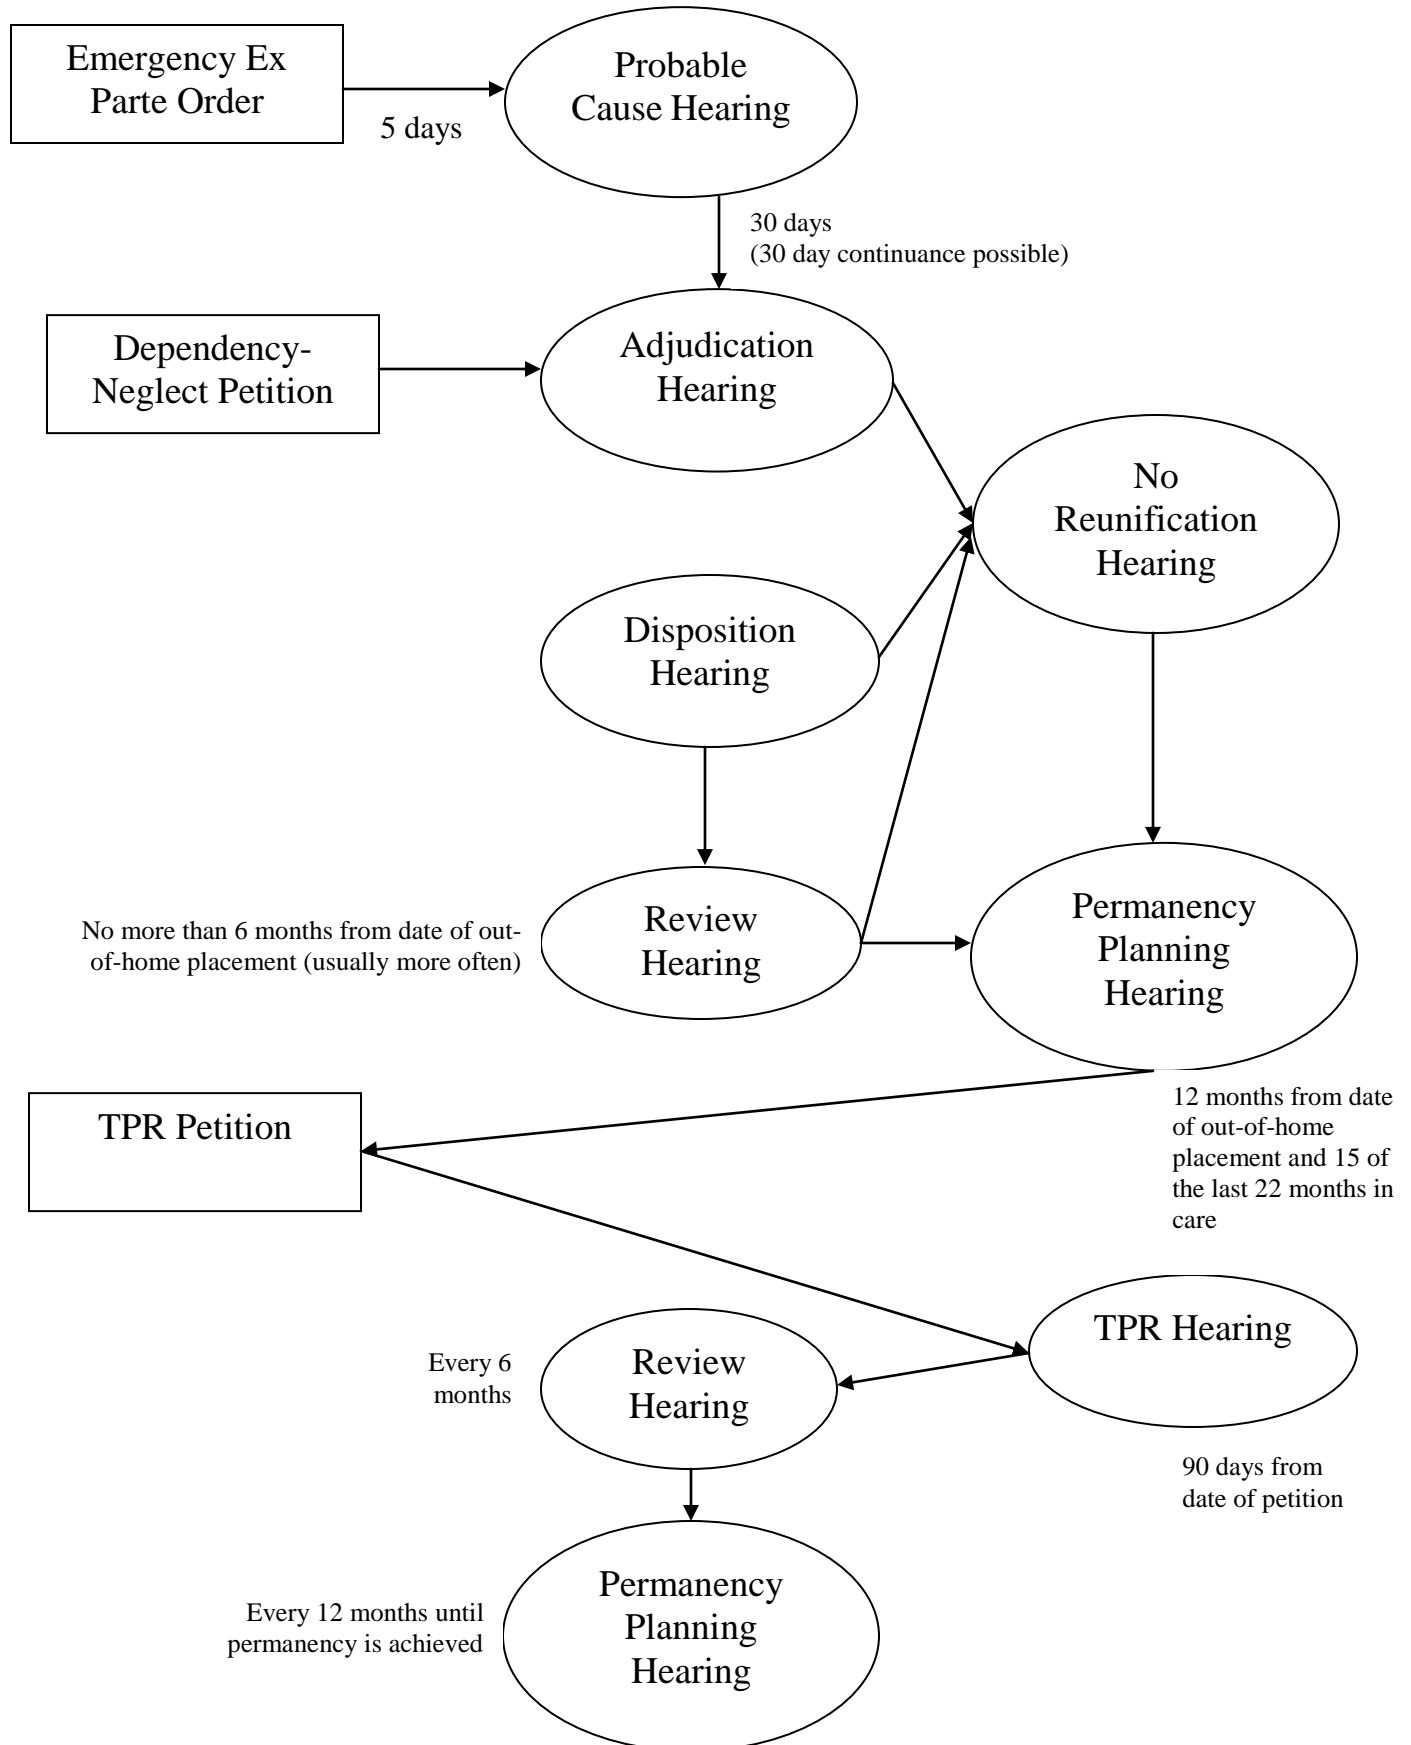 Emergency Ex
Parte Order
5 days
Probable
Cause Hearing
30 days
(30 day continuance possible)
Dependency-
Neglect Petition
Adjudication
Hearing
No
Reunification
Hearing
Disposition
Hearing
No more than 6 months from date of out-
of-home placement (usually more often)
Review
Hearing
Permanency
Planning
Hearing
12 months from date
of out-of-home
placement and 15 of
the last 22 months in
care
TPR Petition
TPR Hearing
90 days from
date of petition
Every 6
months
Review
Hearing
Every 12 months until
permanency is achieved
Permanency
Planning
Hearing